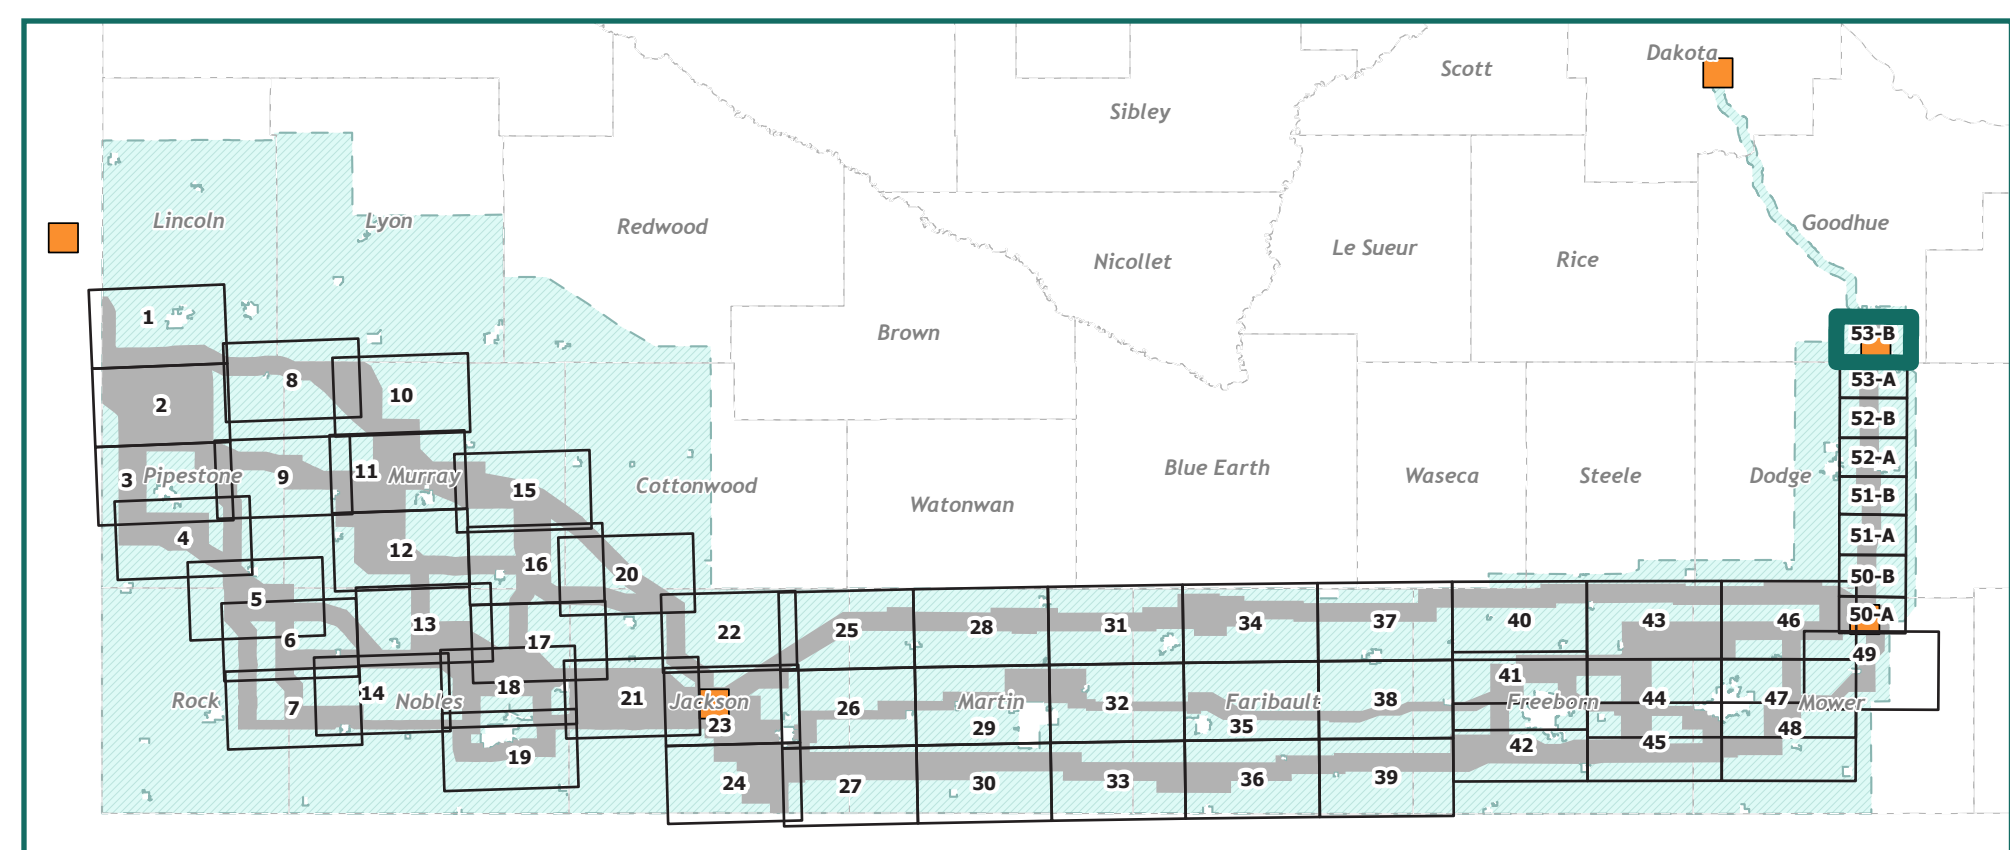 Dakota
Scott
Sibley
Lincoln
Lyon
Redwood
Goodhue
Le Sueur
Nicollet
Rice
1
Brown
53-B
8
53-A
10
2
52-B
52-A
Blue Earth
11
3
Pipestone
9
Murray
Waseca
Steele
Dodge
Cottonwood
15
51-B
Watonwan
4
51-A
12
16
20
50-B
5
50-A
13
22
25
28
31
34
37
40
43
46
6
17
49
41
18
14
Rock
7
Nobles
21
Jackson
26
Martin
32
Faribault
38
Freeborn
44
47
Mower
23
29
35
48
19
42
45
24
27
30
33
36
39